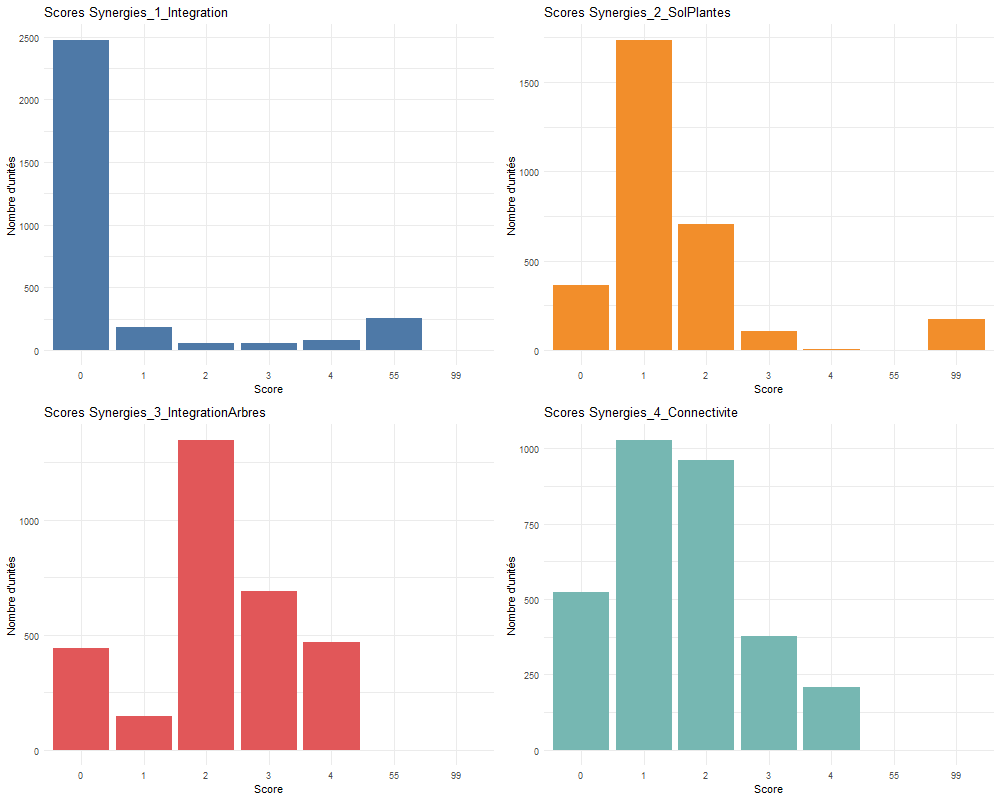 Scores Synergies_1_Integration
Nombre d'unités
2500
2000
1500
1000
500
0
0 1 2 3 4 55 99
Score
Scores Synergies_2_SolPlantes
Nombre d'unités
1500
1000
500
0
0 1 2 3 4 55 99
Score
Scores Synergies_3_IntegrationArbres
Nombre d'unités
1000
500
0
0 1 2 3 4 55 99
Score
Scores Synergies_4_Connectivite
Nombre d'unités
1000
750
500
250
0
0 1 2 3 4 55 99
Score